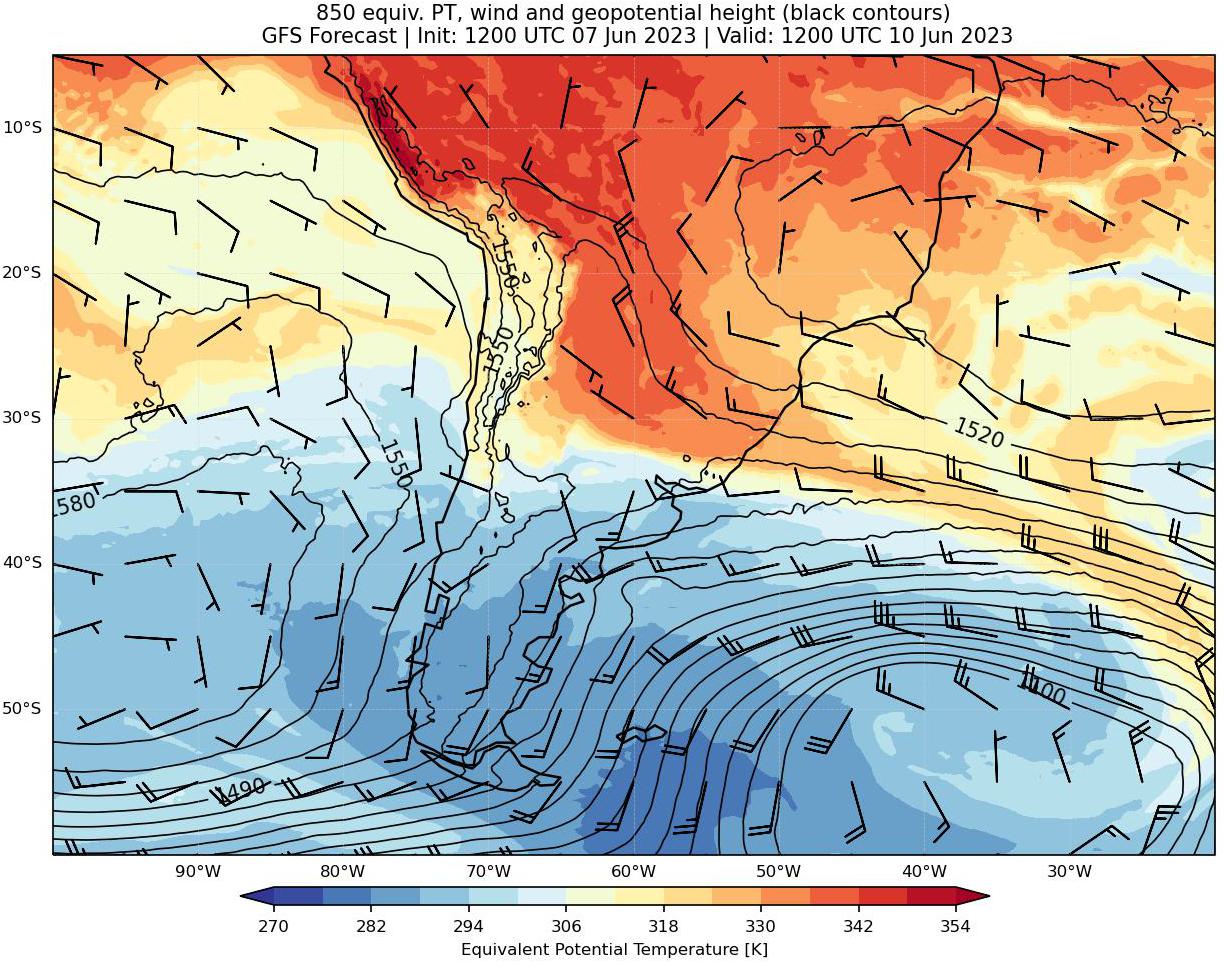 850 equiv. PT, wind and geopotential height (black contours)
GFS Forecast | Init: 1200 UTC 07 Jun 2023 | Valid: 1200 UTC 10 Jun 2023
10°S
20°S
30°S
40°S
50°S
1550
1550
1550
1520
1580
1490
1100
90°W 80°W 70°W 60°W 50°W 40°W 30°W
270 282 294 306 318 330 342 354
Equivalent Potential Temperature [K]